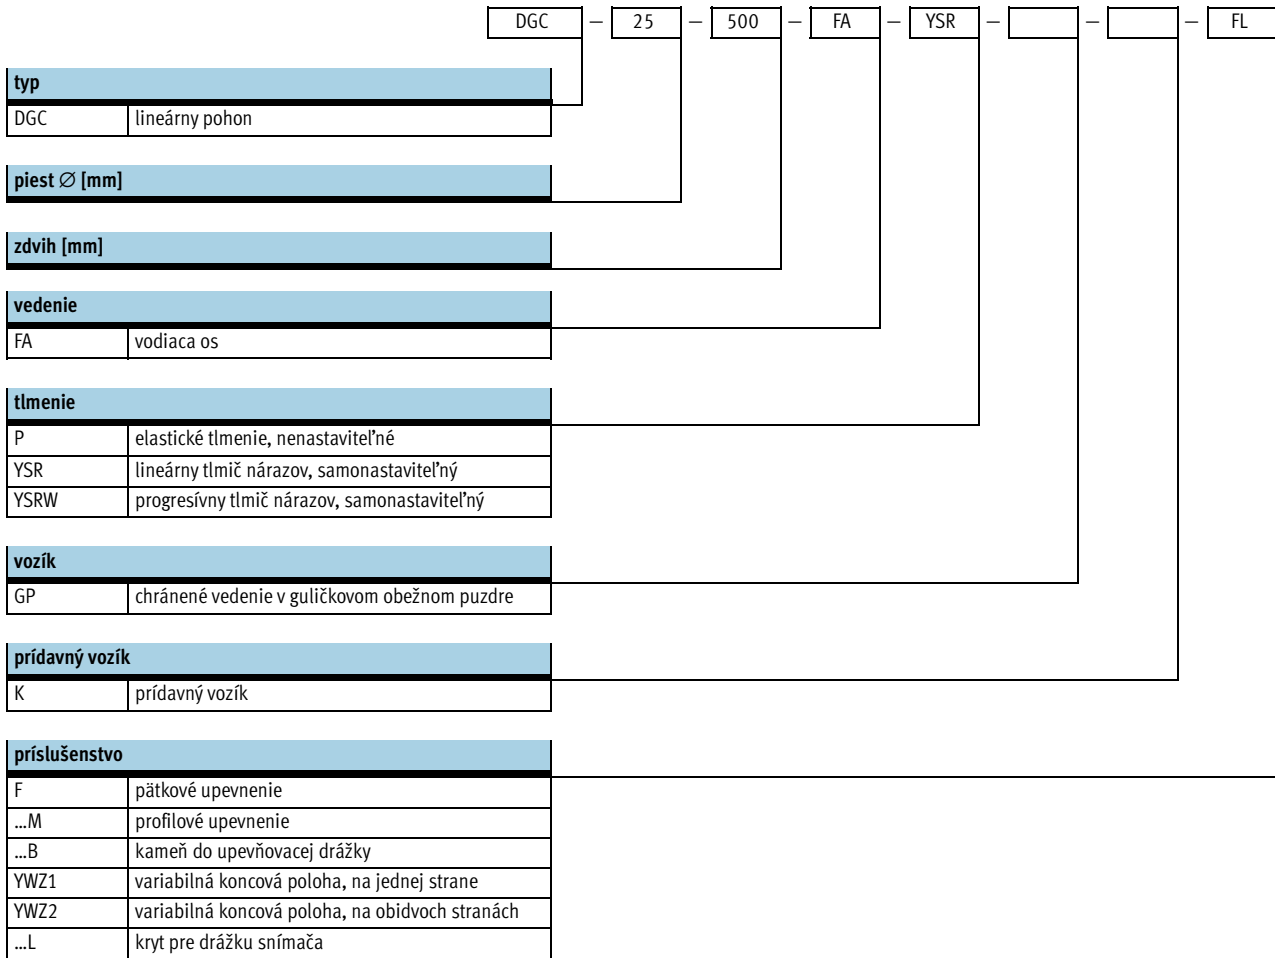 DGC – 25 – 500 – FA – YSR – – – FL
typ
DGC lineárny pohon
piest ∅ [mm]
zdvih [mm]
vedenie
FA vodiaca os
tlmenie
P elastické tlmenie, nenastaviteľné
YSR lineárny tlmič nárazov, samonastaviteľný
YSRW progresívny tlmič nárazov, samonastaviteľný
vozík
GP chránené vedenie v guličkovom obežnom puzdre
prídavný vozík
K prídavný vozík
príslušenstvo
F pätkové upevnenie
...M profilové upevnenie
...B kameň do upevňovacej drážky
YWZ1 variabilná koncová poloha, na jednej strane
YWZ2 variabilná koncová poloha, na obidvoch stranách
...L kryt pre drážku snímača